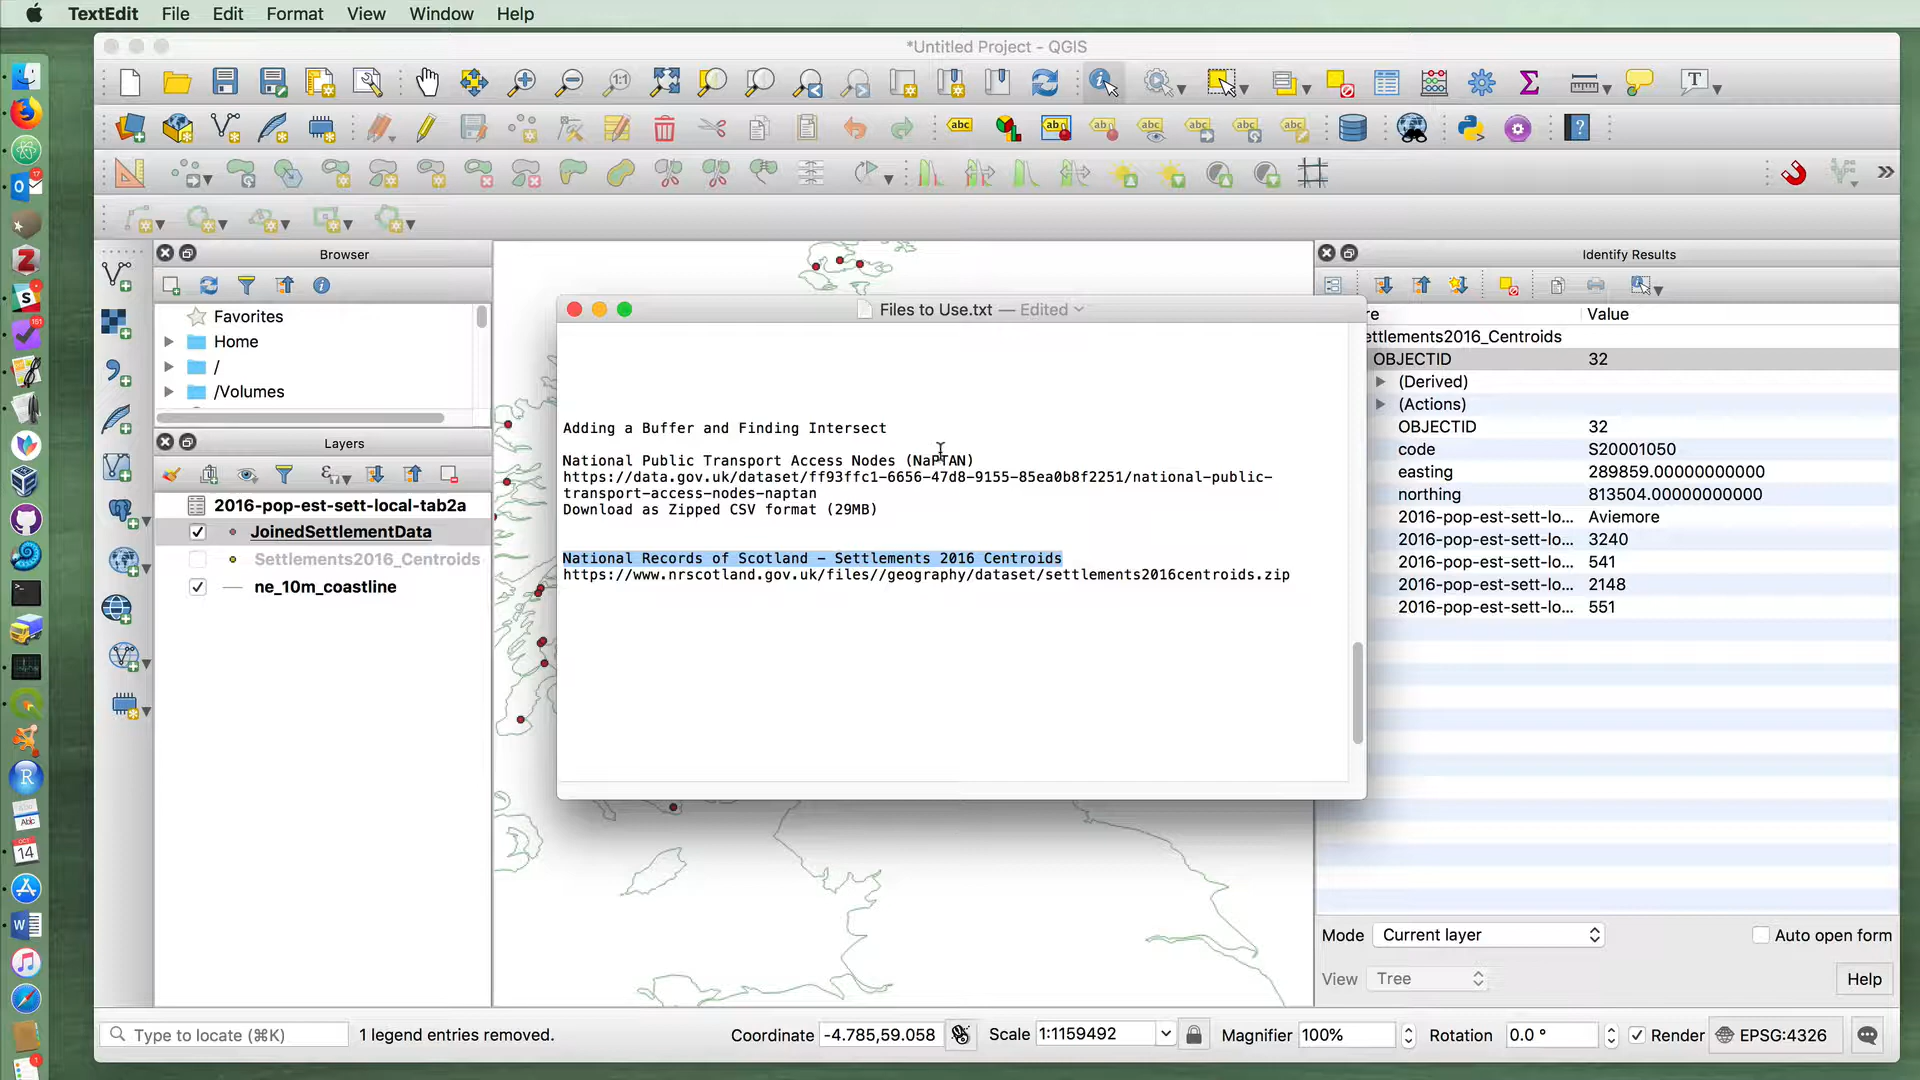 TextEdit File Edit Format View Window Help
*Untitled Project - QGIS
Browser
Favorites
Home
/
/Volumes
Layers
2016-pop-est-sett-local-tab2a
JoinedSettlementData
Settlements2016_Centroids
ne_10m_coastline
Files to Use.txt — Edited
Adding a Buffer and Finding Intersect
National Public Transport Access Nodes (NaPTAN)
https://data.gov.uk/dataset/ff93ffc1-6656-47d8-9155-85ea0b8f2251/national-public-
transport-access-nodes-naptan
Download as Zipped CSV format (29MB)
National Records of Scotland – Settlements 2016 Centroids
https://www.nrscotland.gov.uk/files//geography/dataset/settlements2016centroids.zip
Identify Results
re Value
ettlements2016_Centroids
OBJECTID 32
(Derived)
(Actions)
OBJECTID 32
code S20001050
easting 289859.00000000000
northing 813504.00000000000
2016-pop-est-sett-lo... Aviemore
2016-pop-est-sett-lo... 3240
2016-pop-est-sett-lo... 541
2016-pop-est-sett-lo... 2148
2016-pop-est-sett-lo... 551
Mode Current layer Auto open form
View Tree Help
Type to locate (⌘K) 1 legend entries removed. Coordinate -4.785,59.058 Scale 1:1159492 Magnifier 100% Rotation 0.0 ° Render EPSG:4326